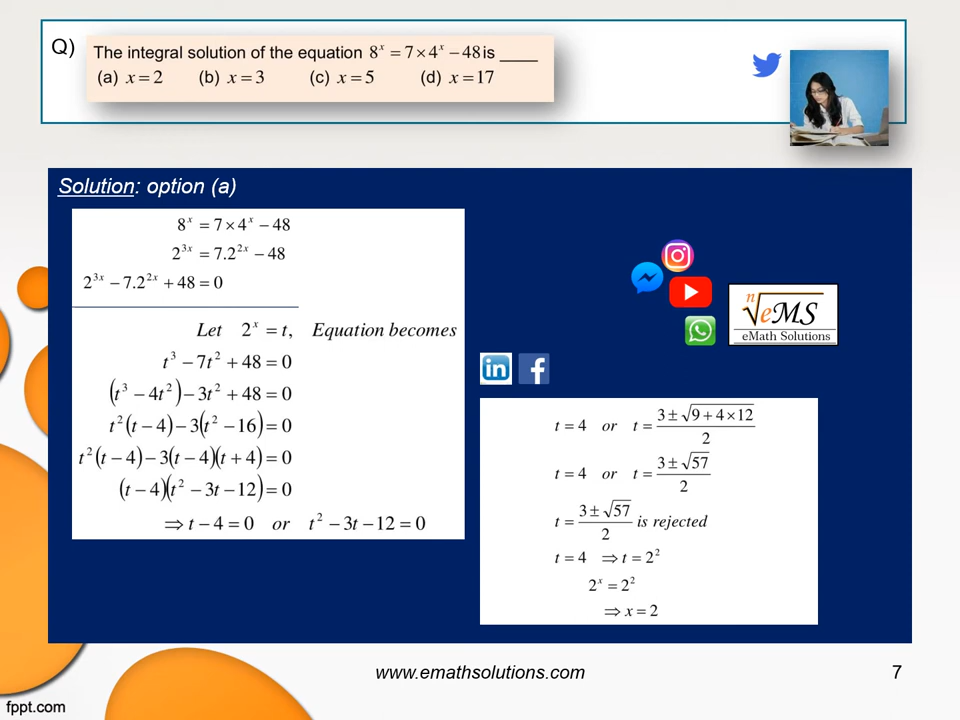 Q)
The integral solution of the equation 8^x = 7 × 4^x − 48 is ____
(a) x = 2 (b) x = 3 (c) x = 5 (d) x = 17
Solution: option (a)
8^x = 7 × 4^x − 48
2^{3x} = 7.2^{2x} − 48
2^{3x} − 7.2^{2x} + 48 = 0
Let 2^x = t, Equation becomes
t^3 − 7t^2 + 48 = 0
(t^3 − 4t^2) − 3t^2 + 48 = 0
t^2(t − 4) − 3(t^2 − 16) = 0
t^2(t − 4) − 3(t − 4)(t + 4) = 0
(t − 4)(t^2 − 3t − 12) = 0
⇒ t − 4 = 0 or t^2 − 3t − 12 = 0
n√eMS
eMath Solutions
in f
t = 4 or t = (3 ± √(9 + 4 × 12))/2
t = 4 or t = (3 ± √57)/2
t = (3 ± √57)/2 is rejected
t = 4 ⇒ t = 2^2
2^x = 2^2
⇒ x = 2
www.emathsolutions.com
7
fppt.com